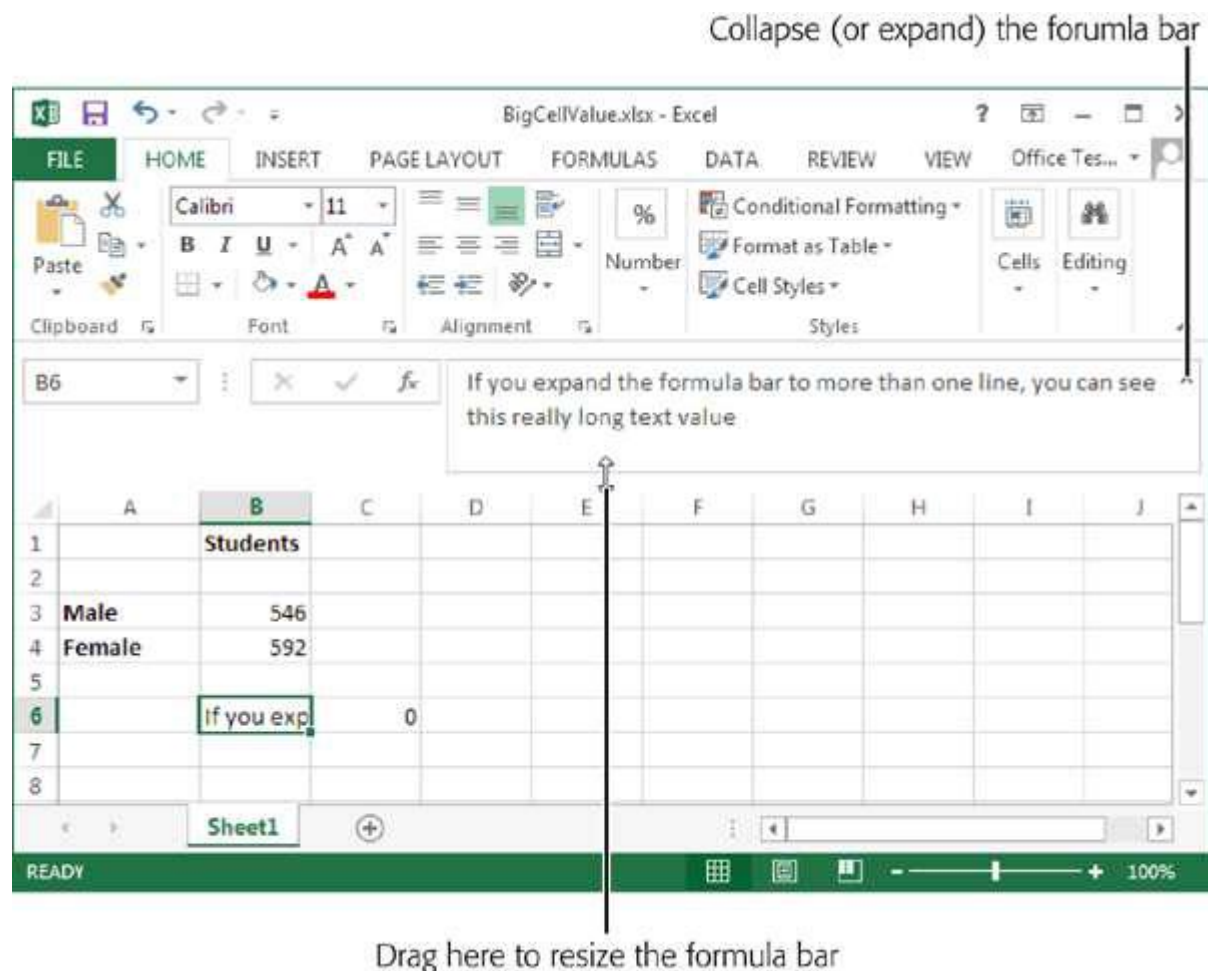 Collapse (or expand) the forumla bar
BigCellValue.xlsx - Excel
?
FILE HOME INSERT PAGE LAYOUT FORMULAS DATA REVIEW VIEW Office Tes...
Calibri 11 % Conditional Formatting
Paste B I U A A Number Format as Table Cells Editing
A Cell Styles
Clipboard Font Alignment Styles
B6 fx If you expand the formula bar to more than one line, you can see
this really long text value
A B C D E F G H I J
1 Students
2
3 Male 546
4 Female 592
5
6 If you exp 0
7
8
Sheet1
READY 100%
Drag here to resize the formula bar